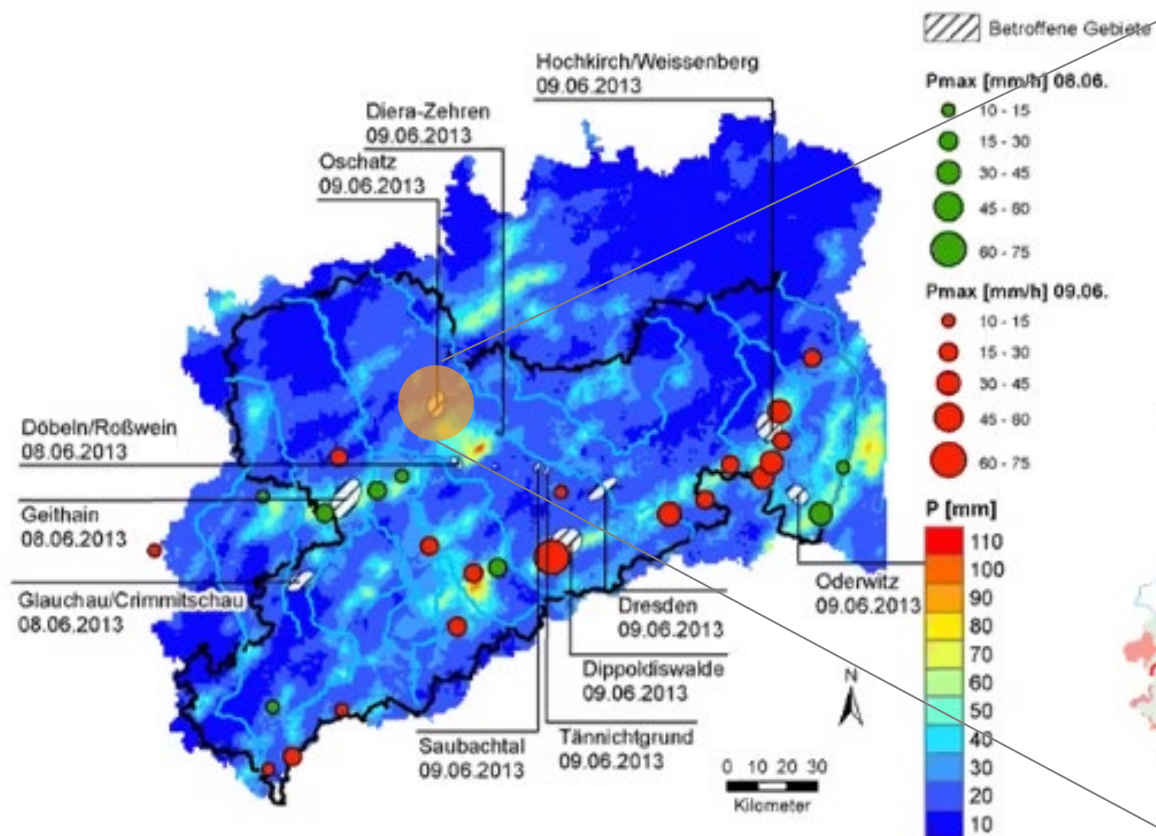 Betroffene Gebiete
Hochkirch/Weissenberg
09.06.2013
Diera-Zehren
09.06.2013
Oschatz
09.06.2013
Döbeln/Roßwein
08.06.2013
Geithain
08.06.2013
Glauchau/Crimmitschau
08.06.2013
Saubachtal
09.06.2013
Tännichtgrund
09.06.2013
Dippoldiswalde
09.06.2013
Dresden
09.06.2013
Oderwitz
09.06.2013
N
0 10 20 30
Kilometer
Pmax [mm/h] 08.06.
10 - 15
15 - 30
30 - 45
45 - 60
60 - 75
Pmax [mm/h] 09.06.
10 - 15
15 - 30
30 - 45
45 - 60
60 - 75
P [mm]
110
100
90
80
70
60
50
40
30
20
10